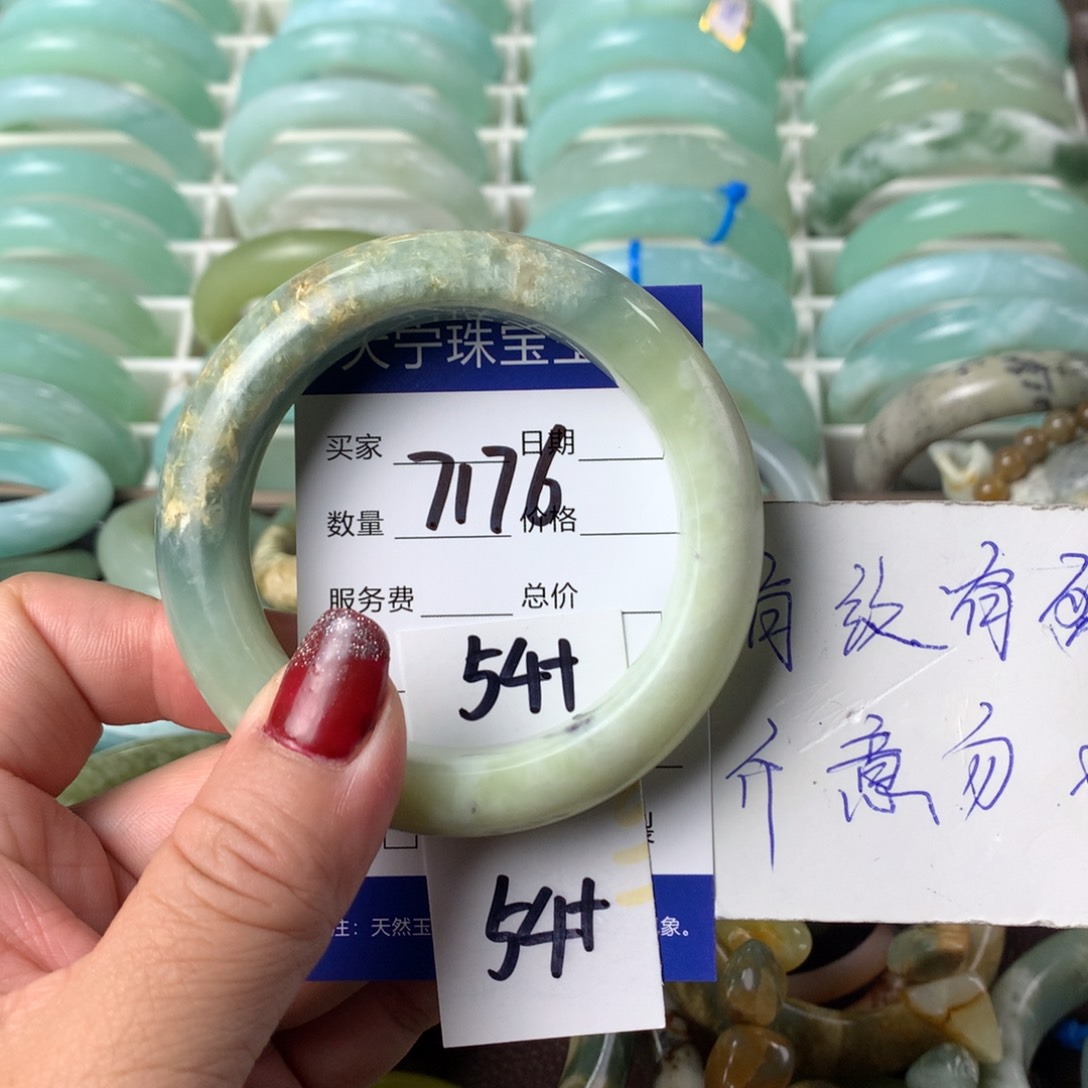 宁珠宝
买家 日期
7176
数量 价格
服务费 总价
54+
有纹有
介意勿
54+
注：天然玉 象。